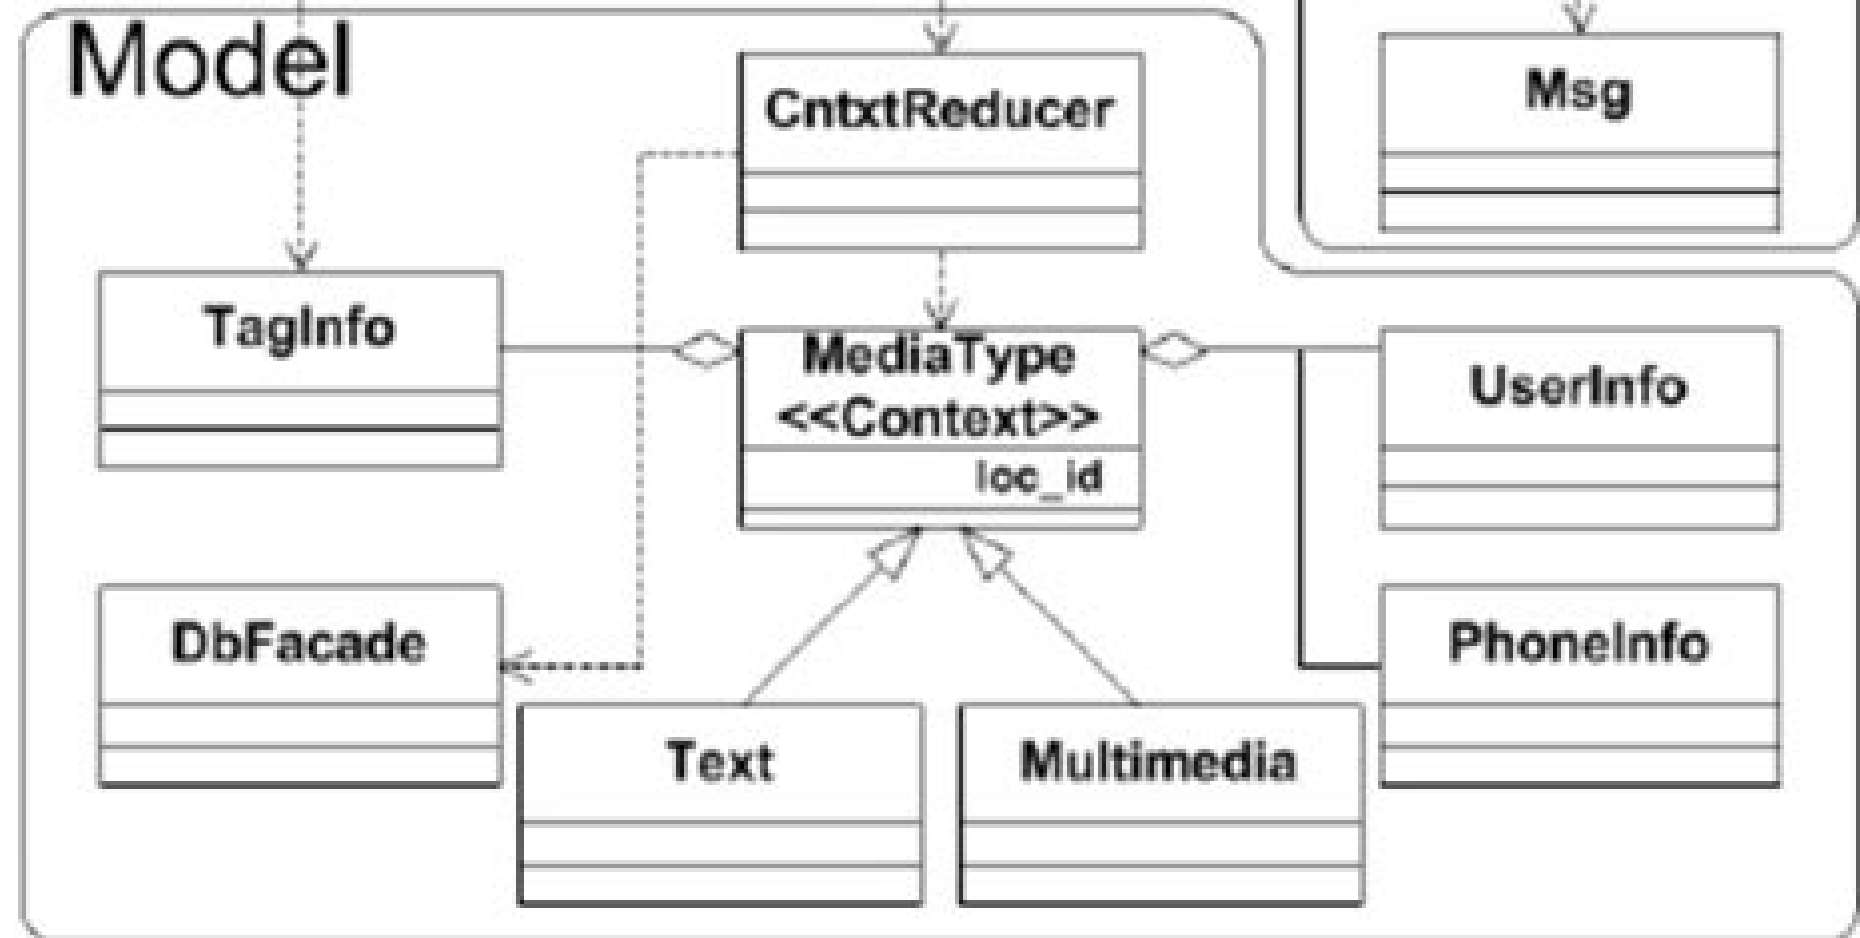 Model
CntxtReducer
Msg
TagInfo
MediaType
<<Context>>
loc_id
UserInfo
DbFacade
PhoneInfo
Text
Multimedia